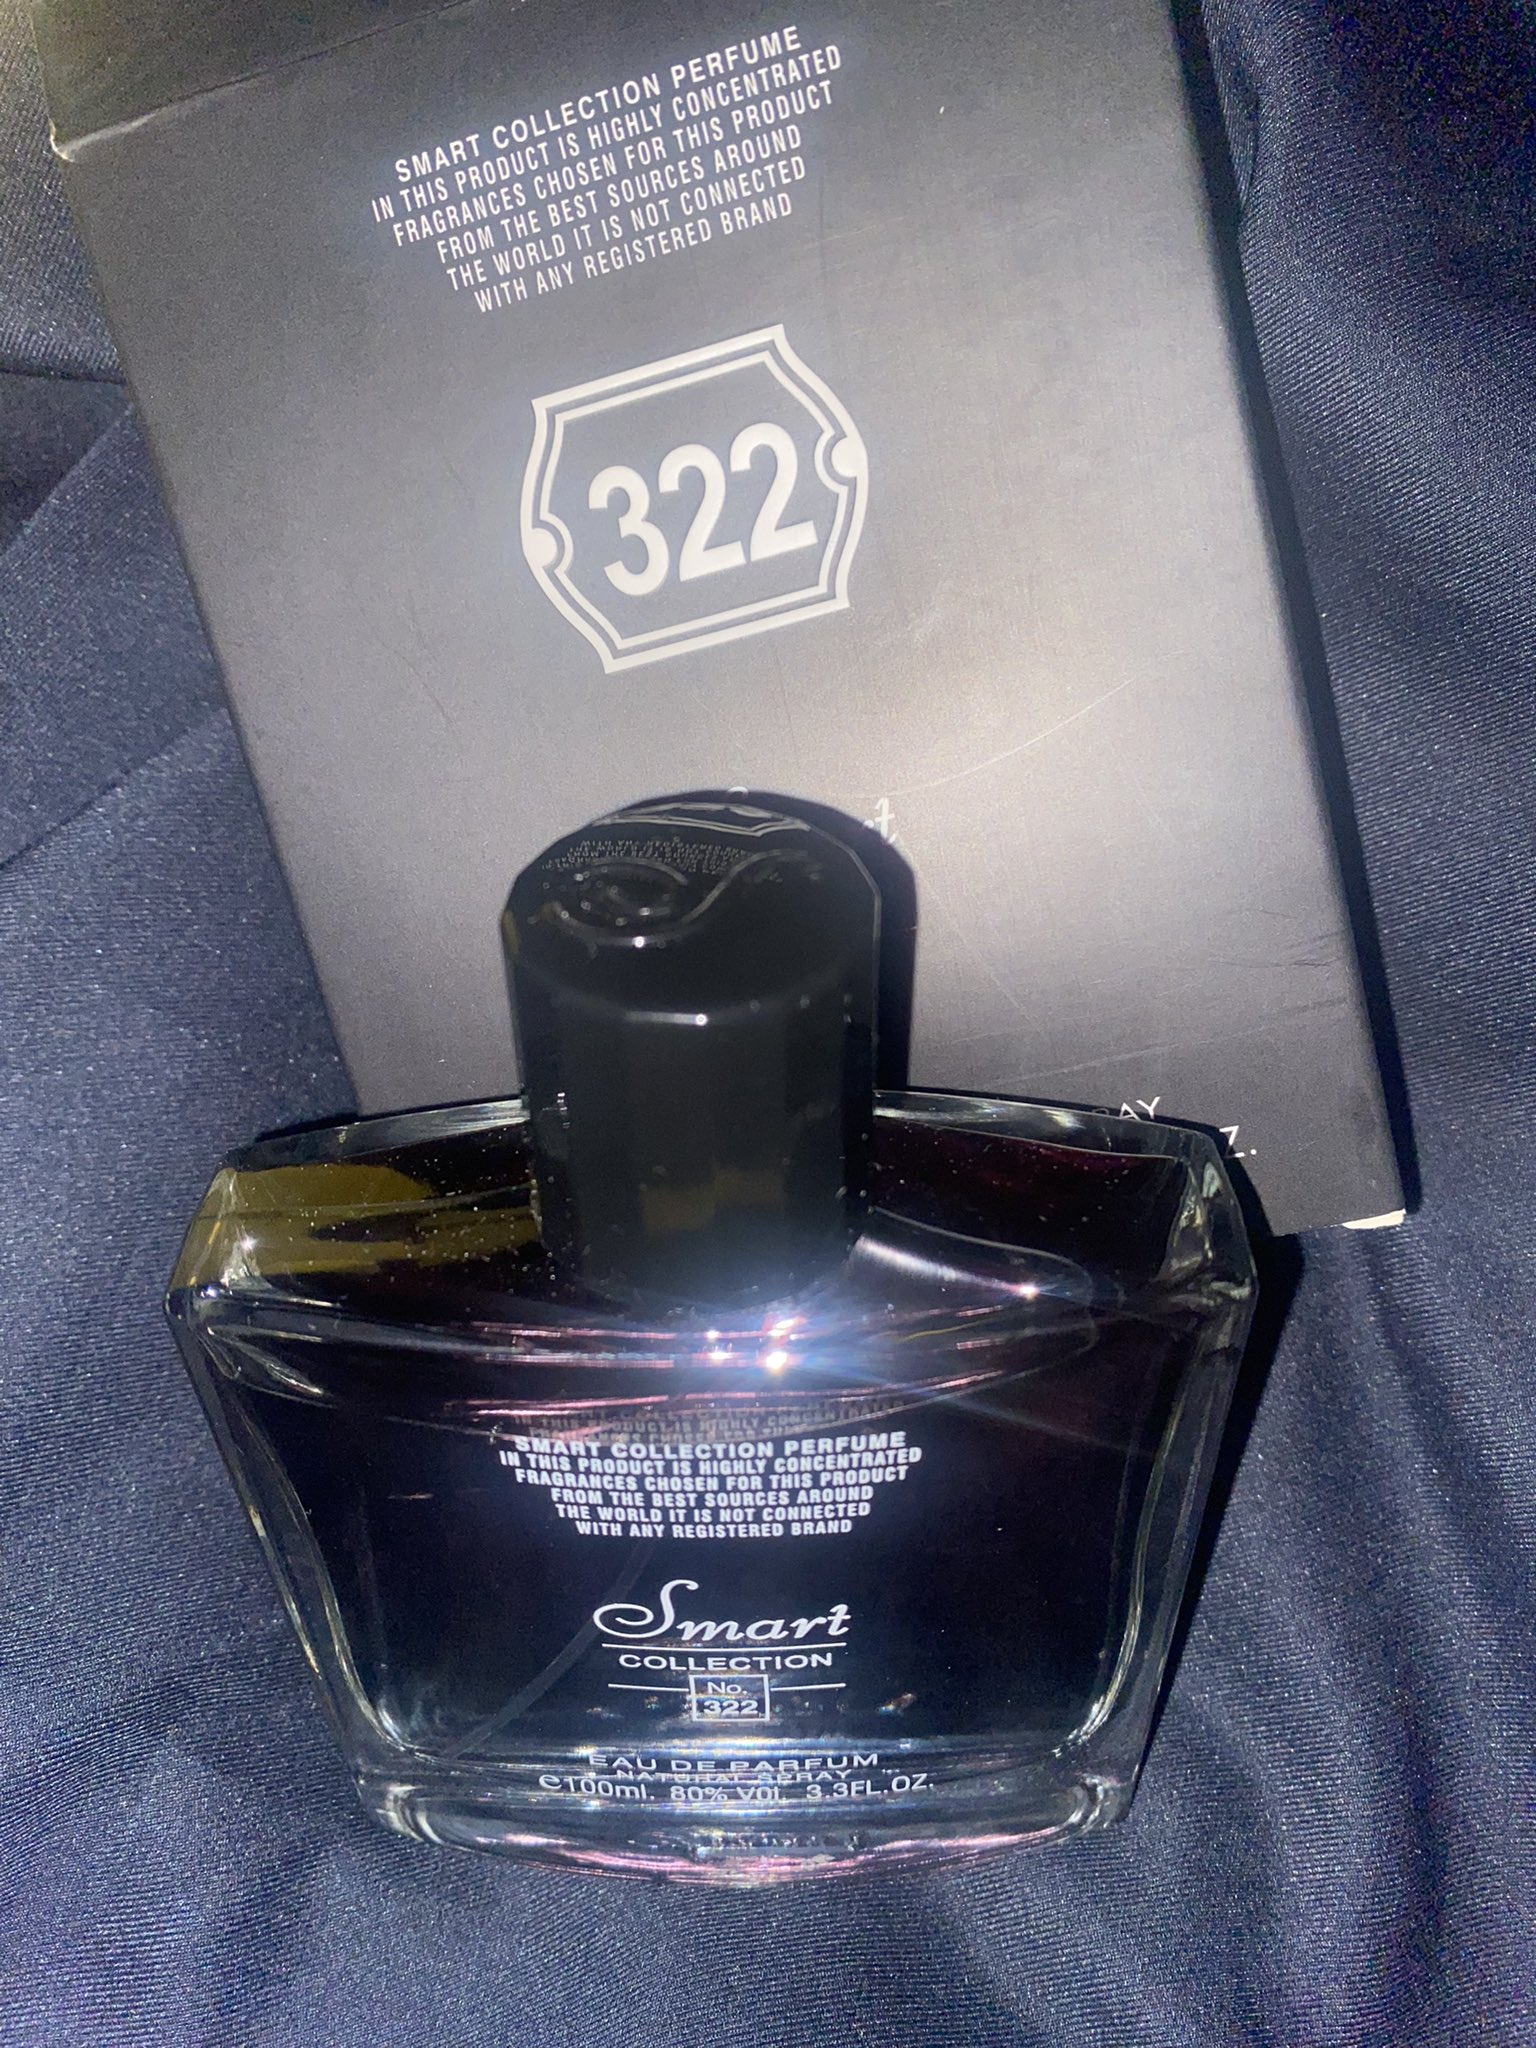 SMART COLLECTION PERFUME
IN THIS PRODUCT IS HIGHLY CONCENTRATED
FRAGRANCES CHOSEN FOR THIS PRODUCT
FROM THE BEST SOURCES AROUND
THE WORLD IT IS NOT CONNECTED
WITH ANY REGISTERED BRAND
322
SMART COLLECTION PERFUME
IN THIS PRODUCT IS HIGHLY CONCENTRATED
FRAGRANCES CHOSEN FOR THIS PRODUCT
FROM THE BEST SOURCES AROUND
THE WORLD IT IS NOT CONNECTED
WITH ANY REGISTERED BRAND
Smart
COLLECTION
No.
322
EAU DE PARFUM
NATURAL SPRAY
e100ml. 80% Vol. 3.3FL.OZ.